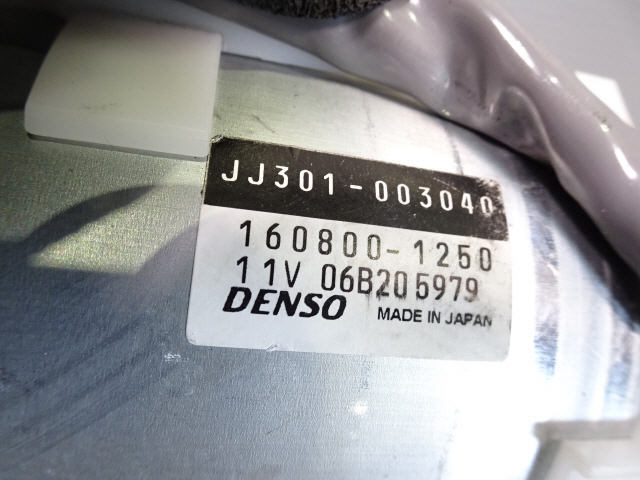 JJ301-003040
160800-1250
11V 06B205979
DENSO MADE IN JAPAN